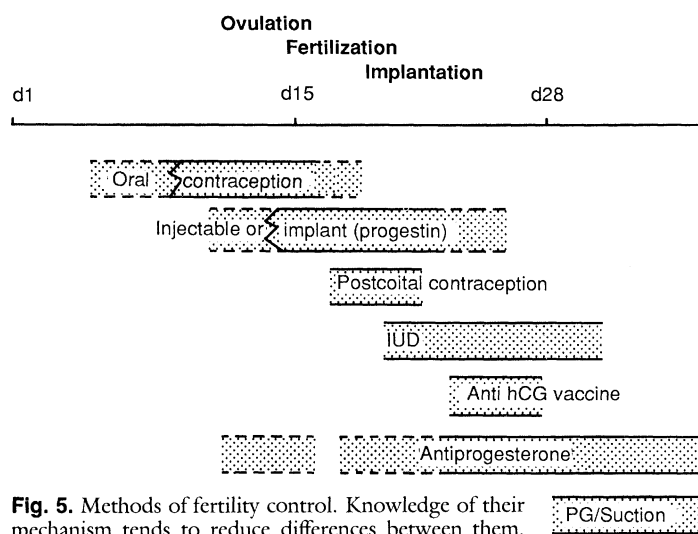 Ovulation
Fertilization
Implantation
d1 d15 d28
Oral contraception
Injectable or implant (progestin)
Postcoital contraception
IUD
Anti hCG vaccine
Antiprogesterone
PG/Suction
Fig. 5. Methods of fertility control. Knowledge of their
mechanism tends to reduce differences between them.